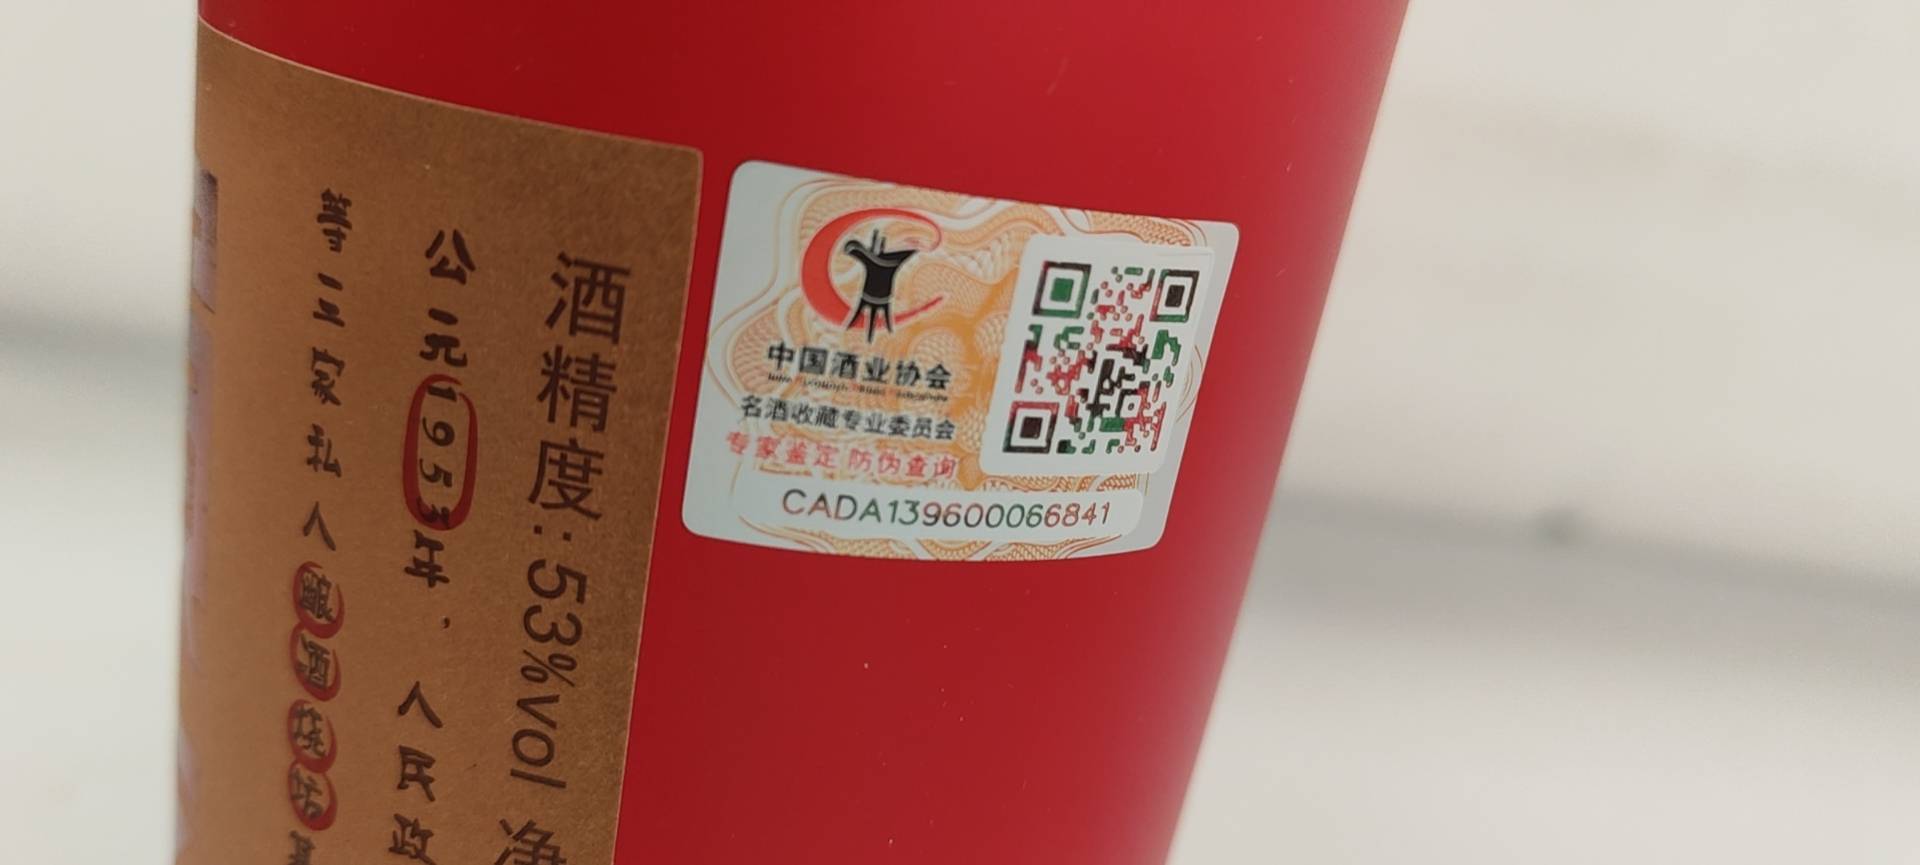 酒精度:53%vol 净
公元1953年,人民政
等三家私人酿酒烧坊基
中国酒业协会
名酒收藏专业委员会
专家鉴定 防伪查询
CADA139600066841